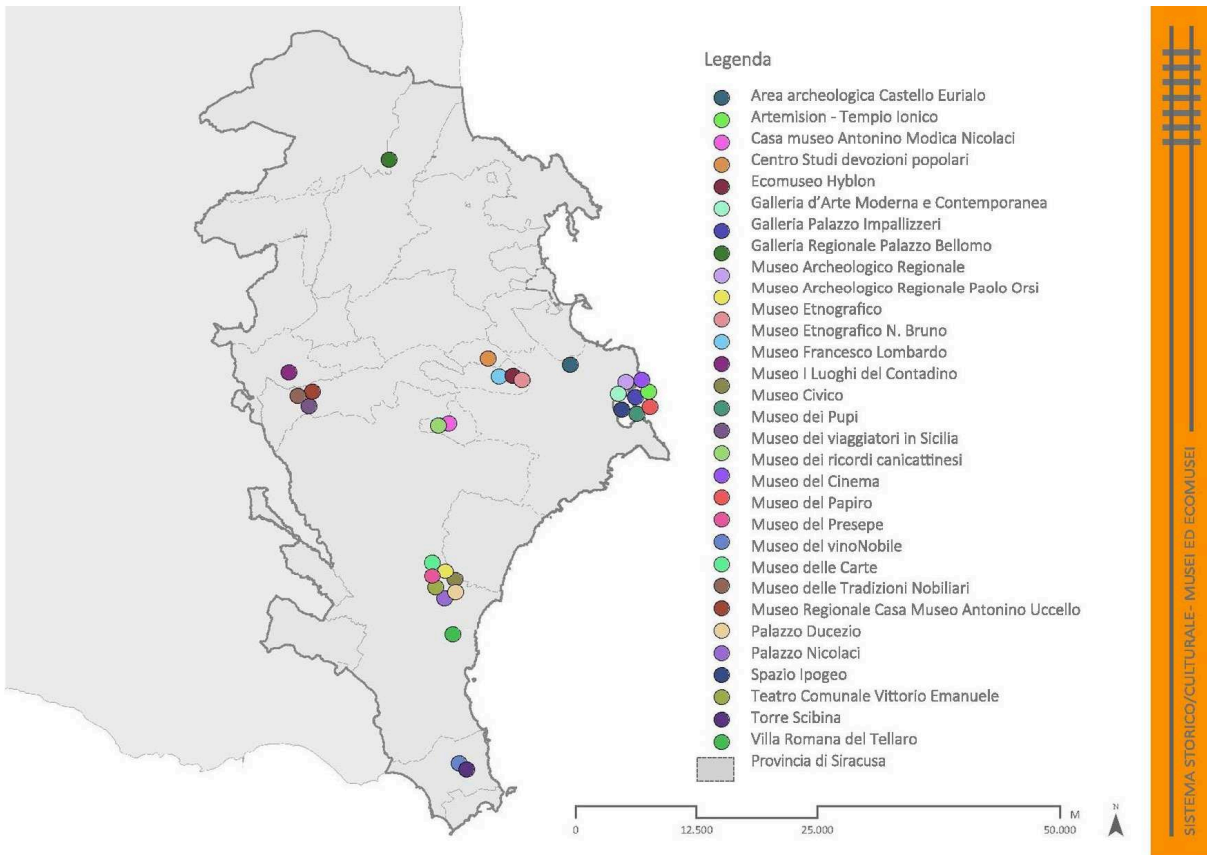 Legenda
Area archeologica Castello Eurialo
Artemision - Tempio Ionico
Casa museo Antonino Modica Nicolaci
Centro Studi devozioni popolari
Ecomuseo Hyblon
Galleria d'Arte Moderna e Contemporanea
Galleria Palazzo Impallizzeri
Galleria Regionale Palazzo Bellomo
Museo Archeologico Regionale
Museo Archeologico Regionale Paolo Orsi
Museo Etnografico
Museo Etnografico N. Bruno
Museo Francesco Lombardo
Museo I Luoghi del Contadino
Museo Civico
Museo dei Pupi
Museo dei viaggiatori in Sicilia
Museo dei ricordi canicattinesi
Museo del Cinema
Museo del Papiro
Museo del Presepe
Museo del vinoNobile
Museo delle Carte
Museo delle Tradizioni Nobiliari
Museo Regionale Casa Museo Antonino Uccello
Palazzo Ducezio
Palazzo Nicolaci
Spazio Ipogeo
Teatro Comunale Vittorio Emanuele
Torre Scibina
Villa Romana del Tellaro
Provincia di Siracusa
0 12.500 25.000 50.000 M
N
SISTEMA STORICO/CULTURALE- MUSEI ED ECOMUSEI